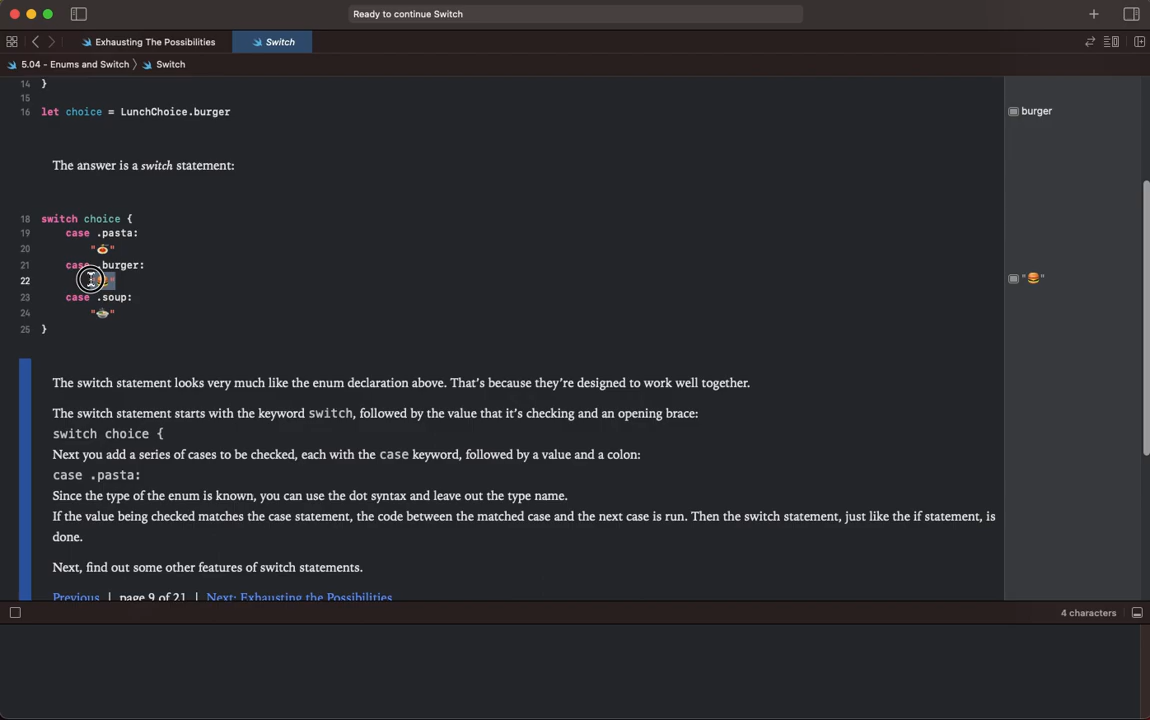 Ready to continue Switch
Exhausting The Possibilities
Switch
5.04 - Enums and Switch 〉 Switch
14 }
15
16 let choice = LunchChoice.burger
burger
The answer is a switch statement:
18 switch choice {
19 case .pasta:
20 "🍝"
21 case .burger:
22 "🍔"
"🍔"
23 case .soup:
24 "🍲"
25 }
The switch statement looks very much like the enum declaration above. That’s because they’re designed to work well together.
The switch statement starts with the keyword switch, followed by the value that it’s checking and an opening brace:
switch choice {
Next you add a series of cases to be checked, each with the case keyword, followed by a value and a colon:
case .pasta:
Since the type of the enum is known, you can use the dot syntax and leave out the type name.
If the value being checked matches the case statement, the code between the matched case and the next case is run. Then the switch statement, just like the if statement, is
done.
Next, find out some other features of switch statements.
Previous | page 9 of 21 | Next: Exhausting the Possibilities
4 characters